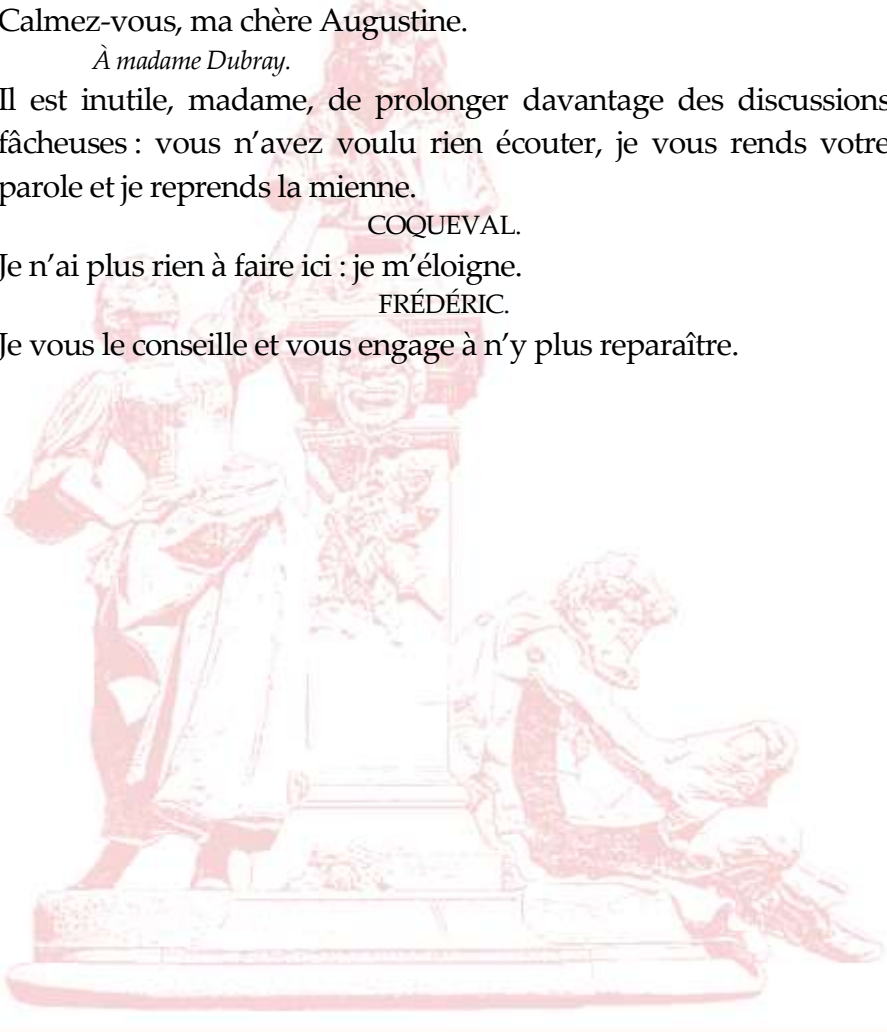 Calmez-vous, ma chère Augustine.
À madame Dubray.
Il est inutile, madame, de prolonger davantage des discussions
fâcheuses : vous n’avez voulu rien écouter, je vous rends votre
parole et je reprends la mienne.
COQUEVAL.
Je n’ai plus rien à faire ici : je m’éloigne.
FRÉDÉRIC.
Je vous le conseille et vous engage à n’y plus reparaître.